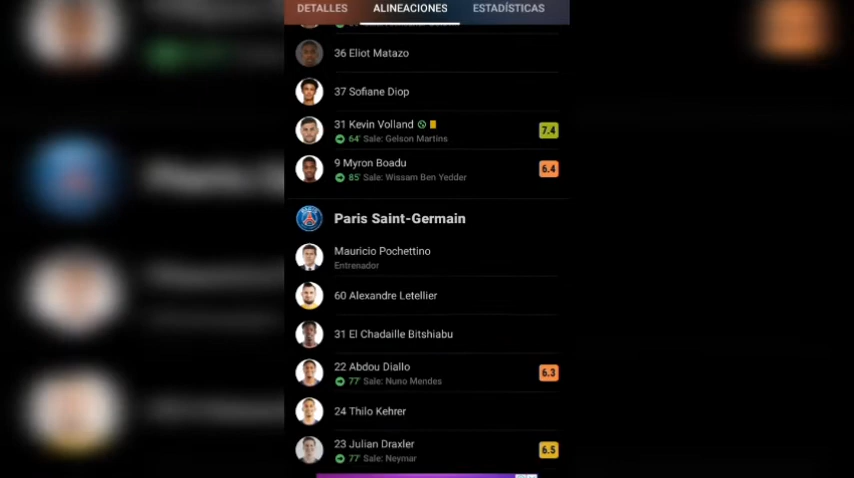 DETALLES ALINEACIONES ESTADÍSTICAS
36 Eliot Matazo
37 Sofiane Diop
31 Kevin Volland
64' Sale: Gelson Martins
7.4
9 Myron Boadu
85' Sale: Wissam Ben Yedder
6.4
Paris Saint-Germain
Mauricio Pochettino
Entrenador
60 Alexandre Letellier
31 El Chadaille Bitshiabu
22 Abdou Diallo
77' Sale: Nuno Mendes
6.3
24 Thilo Kehrer
23 Julian Draxler
77' Sale: Neymar
6.5